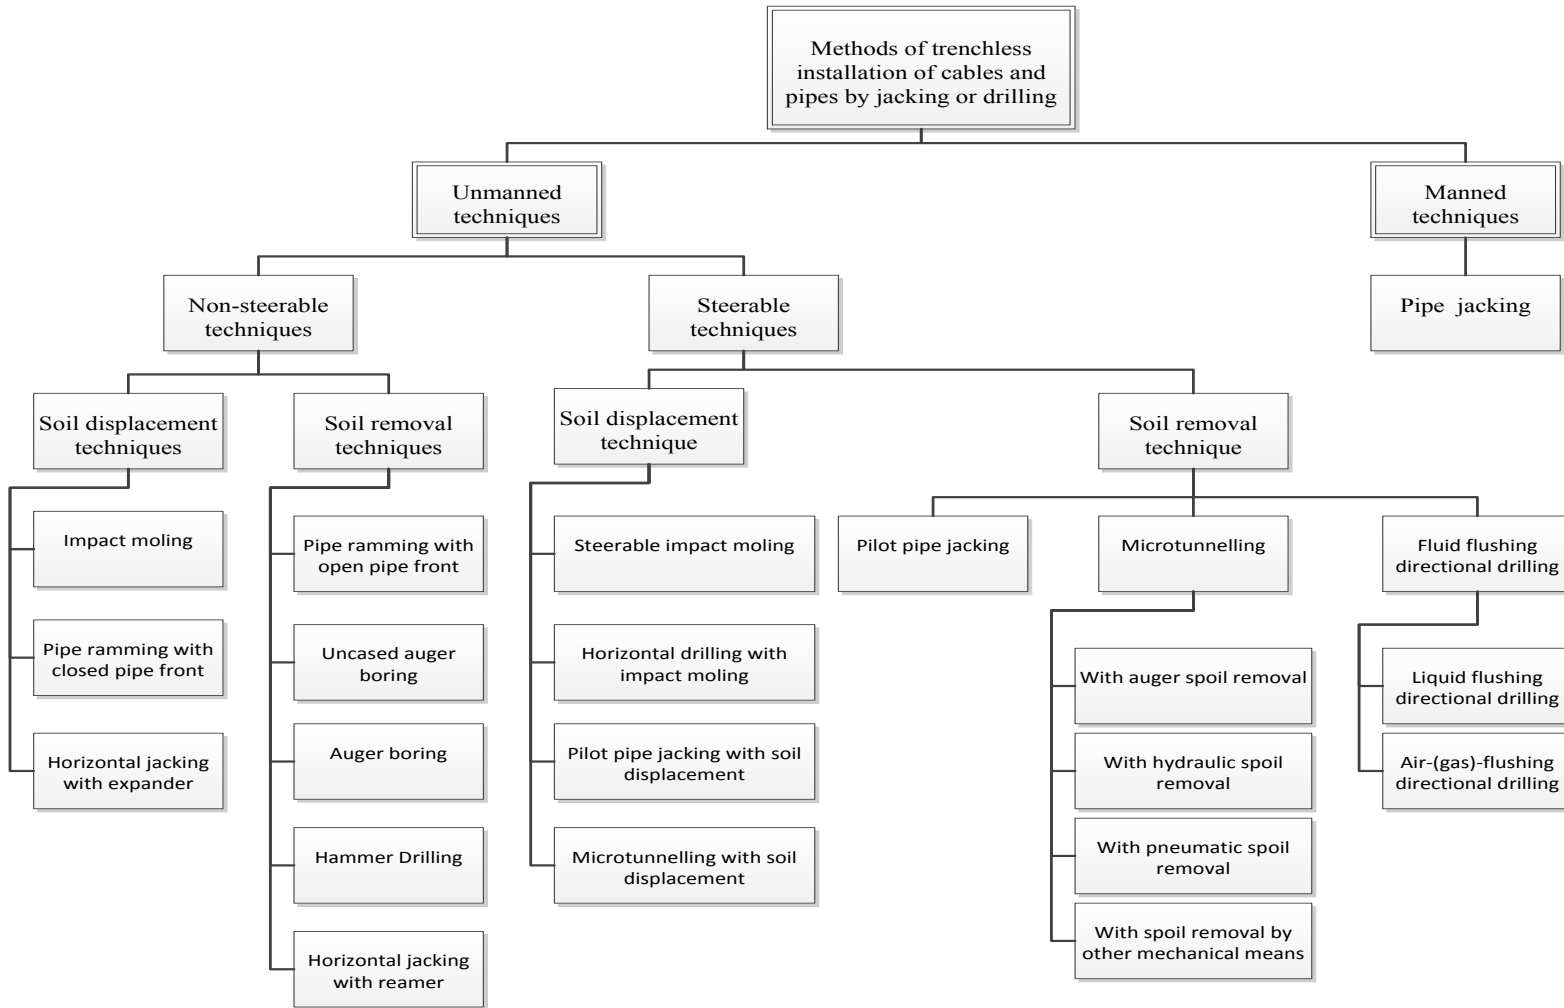 Methods of trenchless
installation of cables and
pipes by jacking or drilling
Unmanned
techniques
Manned
techniques
Non-steerable
techniques
Steerable
techniques
Pipe jacking
Soil displacement
techniques
Soil removal
techniques
Soil displacement
technique
Soil removal
technique
Impact moling
Pipe ramming with
closed pipe front
Horizontal jacking
with expander
Pipe ramming with
open pipe front
Uncased auger
boring
Auger boring
Hammer Drilling
Horizontal jacking
with reamer
Steerable impact moling
Horizontal drilling with
impact moling
Pilot pipe jacking with soil
displacement
Microtunnelling with soil
displacement
Pilot pipe jacking
Microtunnelling
Fluid flushing
directional drilling
With auger spoil removal
With hydraulic spoil
removal
With pneumatic spoil
removal
With spoil removal by
other mechanical means
Liquid flushing
directional drilling
Air-(gas)-flushing
directional drilling